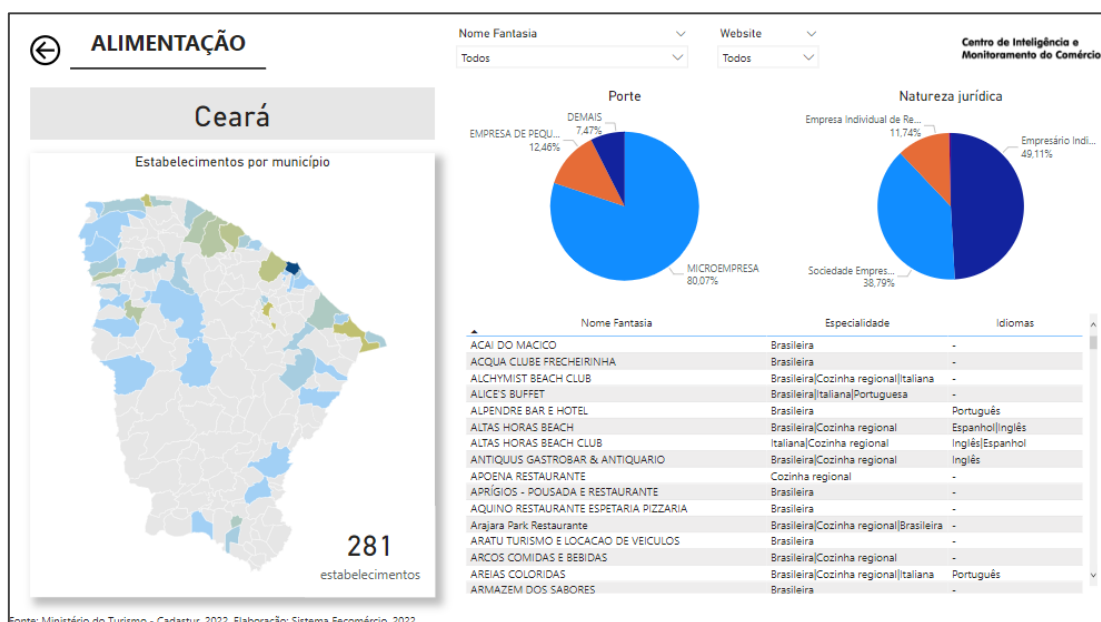 ALIMENTAÇÃO
Nome Fantasia
Todos
Website
Todos
Centro de Inteligência e
Monitoramento do Comércio
Ceará
Estabelecimentos por município
281
estabelecimentos
Porte
DEMAIS
7,47%
EMPRESA DE PEQU...
12,46%
MICROEMPRESA
80,07%
Natureza jurídica
Empresa Individual de Re...
11,74%
Empresário Indi...
49,11%
Sociedade Empres...
38,79%
Nome Fantasia Especialidade Idiomas
ACAI DO MACICO Brasileira -
ACQUA CLUBE FRECHEIRINHA Brasileira -
ALCHYMIST BEACH CLUB Brasileira|Cozinha regional|Italiana -
ALICE'S BUFFET Brasileira|Italiana|Portuguesa -
ALPENDRE BAR E HOTEL Brasileira Português
ALTAS HORAS BEACH Brasileira|Cozinha regional Espanhol|Inglês
ALTAS HORAS BEACH CLUB Italiana|Cozinha regional Inglês|Espanhol
ANTIQUUS GASTROBAR & ANTIQUARIO Brasileira|Cozinha regional Inglês
APOENA RESTAURANTE Cozinha regional -
APRÍGIOS - POUSADA E RESTAURANTE Brasileira -
AQUINO RESTAURANTE ESPETARIA PIZZARIA Brasileira -
Arajara Park Restaurante Brasileira|Cozinha regional|Brasileira -
ARATU TURISMO E LOCACAO DE VEICULOS Brasileira -
ARCOS COMIDAS E BEBIDAS Brasileira|Cozinha regional -
AREIAS COLORIDAS Brasileira|Cozinha regional|Italiana Português
ARMAZEM DOS SABORES Brasileira -
Fonte: Ministério do Turismo - Cadastur, 2022. Elaboração: Sistema Fecomércio, 2022.